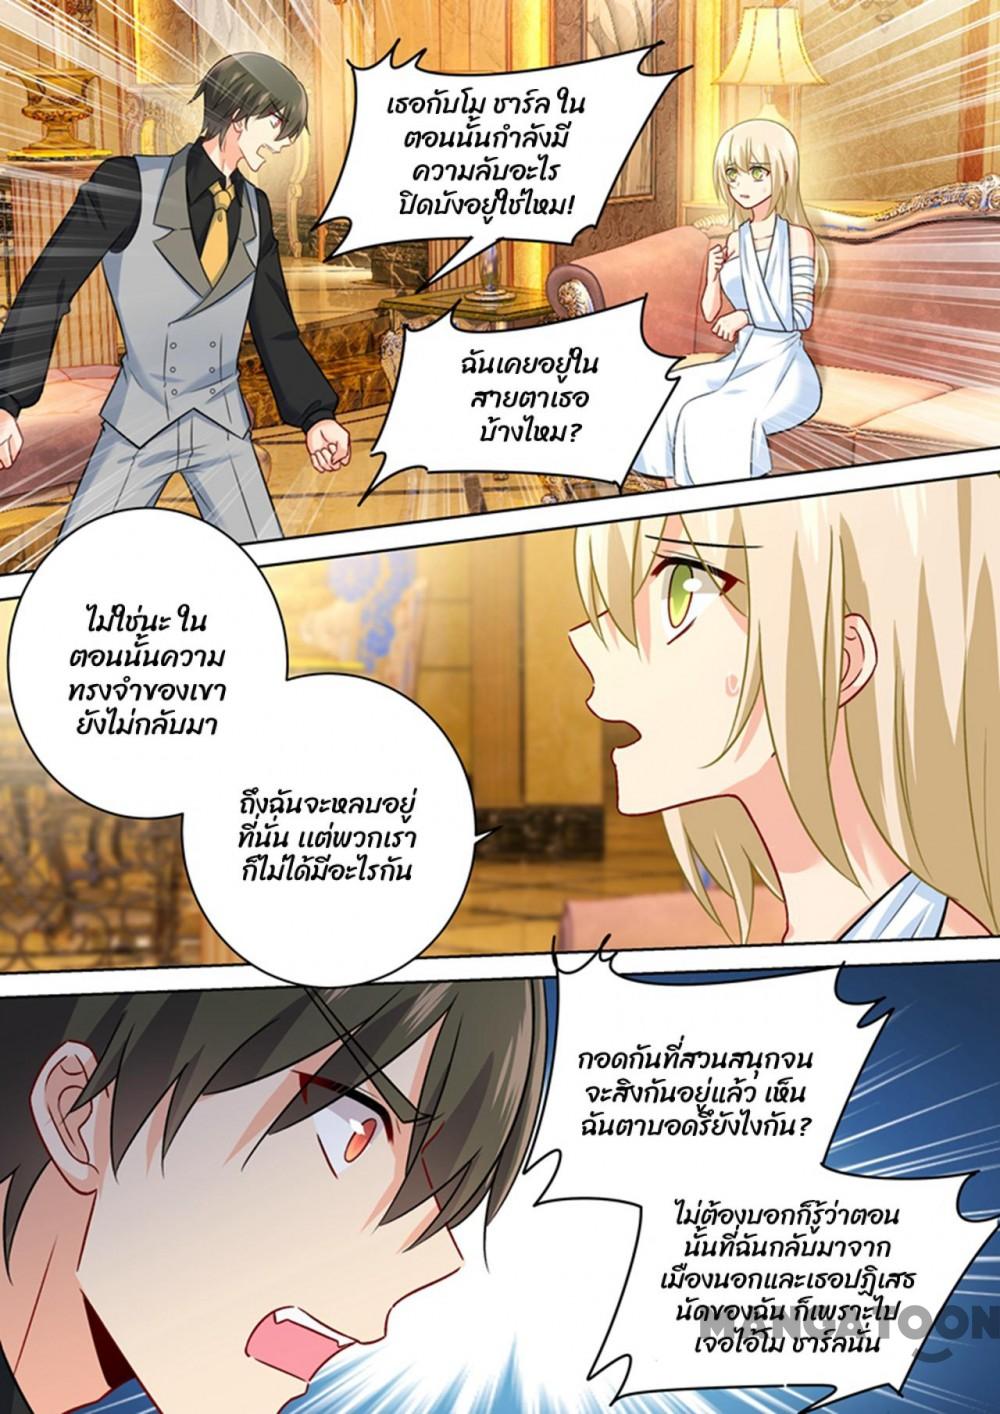 เธอกับโม ชาร์ล ใน
ตอนนั้นกำลังมี
ความลับอะไร
ปิดบังอยู่ใช่ไหม!
ฉันเคยอยู่ใน
สายตาเธอ
บ้างไหม?
ไม่ใช่นะ ใน
ตอนนั้นความ
ทรงจำของเขา
ยังไม่กลับมา
ถึงฉันจะหลบอยู่
ที่นั่น แต่พวกเรา
ก็ไม่ได้มีอะไรกัน
กอดกันที่สวนสนุกจน
จะสิงกันอยู่แล้ว เห็น
ฉันตาบอดรึยังไงกัน?
ไม่ต้องบอกก็รู้ว่าตอน
นั้นที่ฉันกลับมาจาก
เมืองนอกและเธอปฏิเสธ
นัดของฉัน ก็เพราะไป
เจอไอ้โม ชาร์ลนั่น
MANGATOON